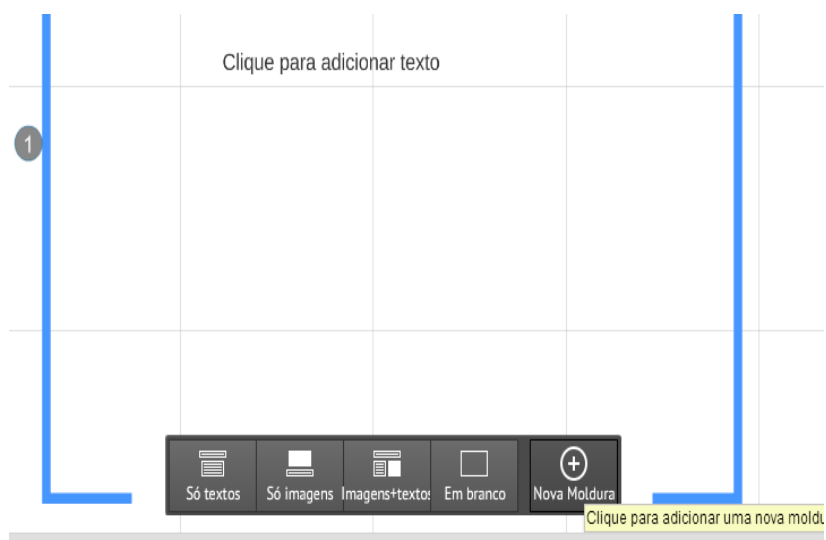 Clique para adicionar texto
1
Só textos
Só imagens
Imagens+textos
Em branco
Nova Moldura
Clique para adicionar uma nova moldu